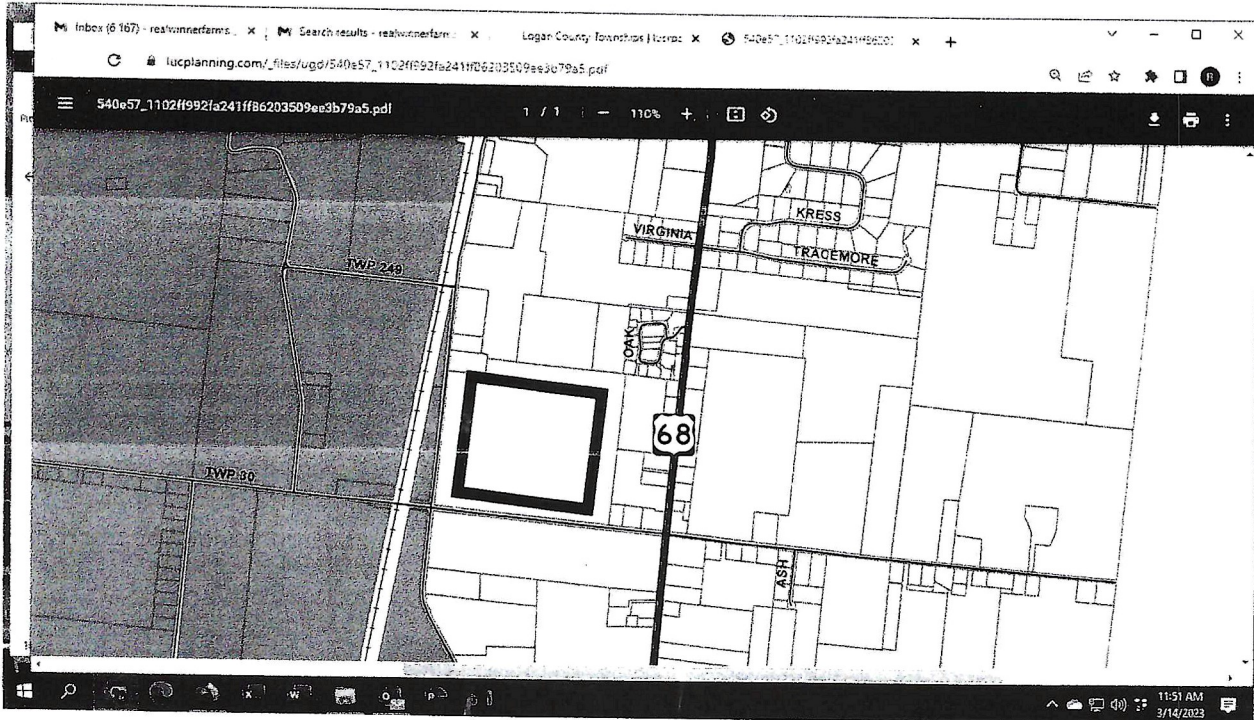 Inbox (6 167) - realwinnerfarms
Search results - realwinnerfarm
Logan County Townships |
lucplanning.com/_files/ugd/540e57_1102ff992fa241ff86203509ee3b79a5.pdf
R
540e57_1102ff992fa241ff86203509ee3b79a5.pdf
1 / 1
110%
KRESS
VIRGINIA
TRACEMORE
TWP 249
OAK
68
TWP 30
ASH
11:51 AM
3/14/2023